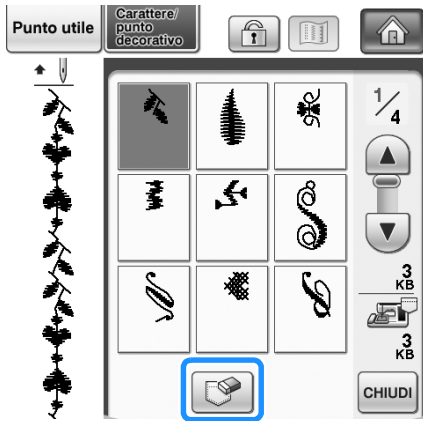 Punto utile
Carattere/
punto
decorativo
1/4
3
KB
3
KB
CHIUDI